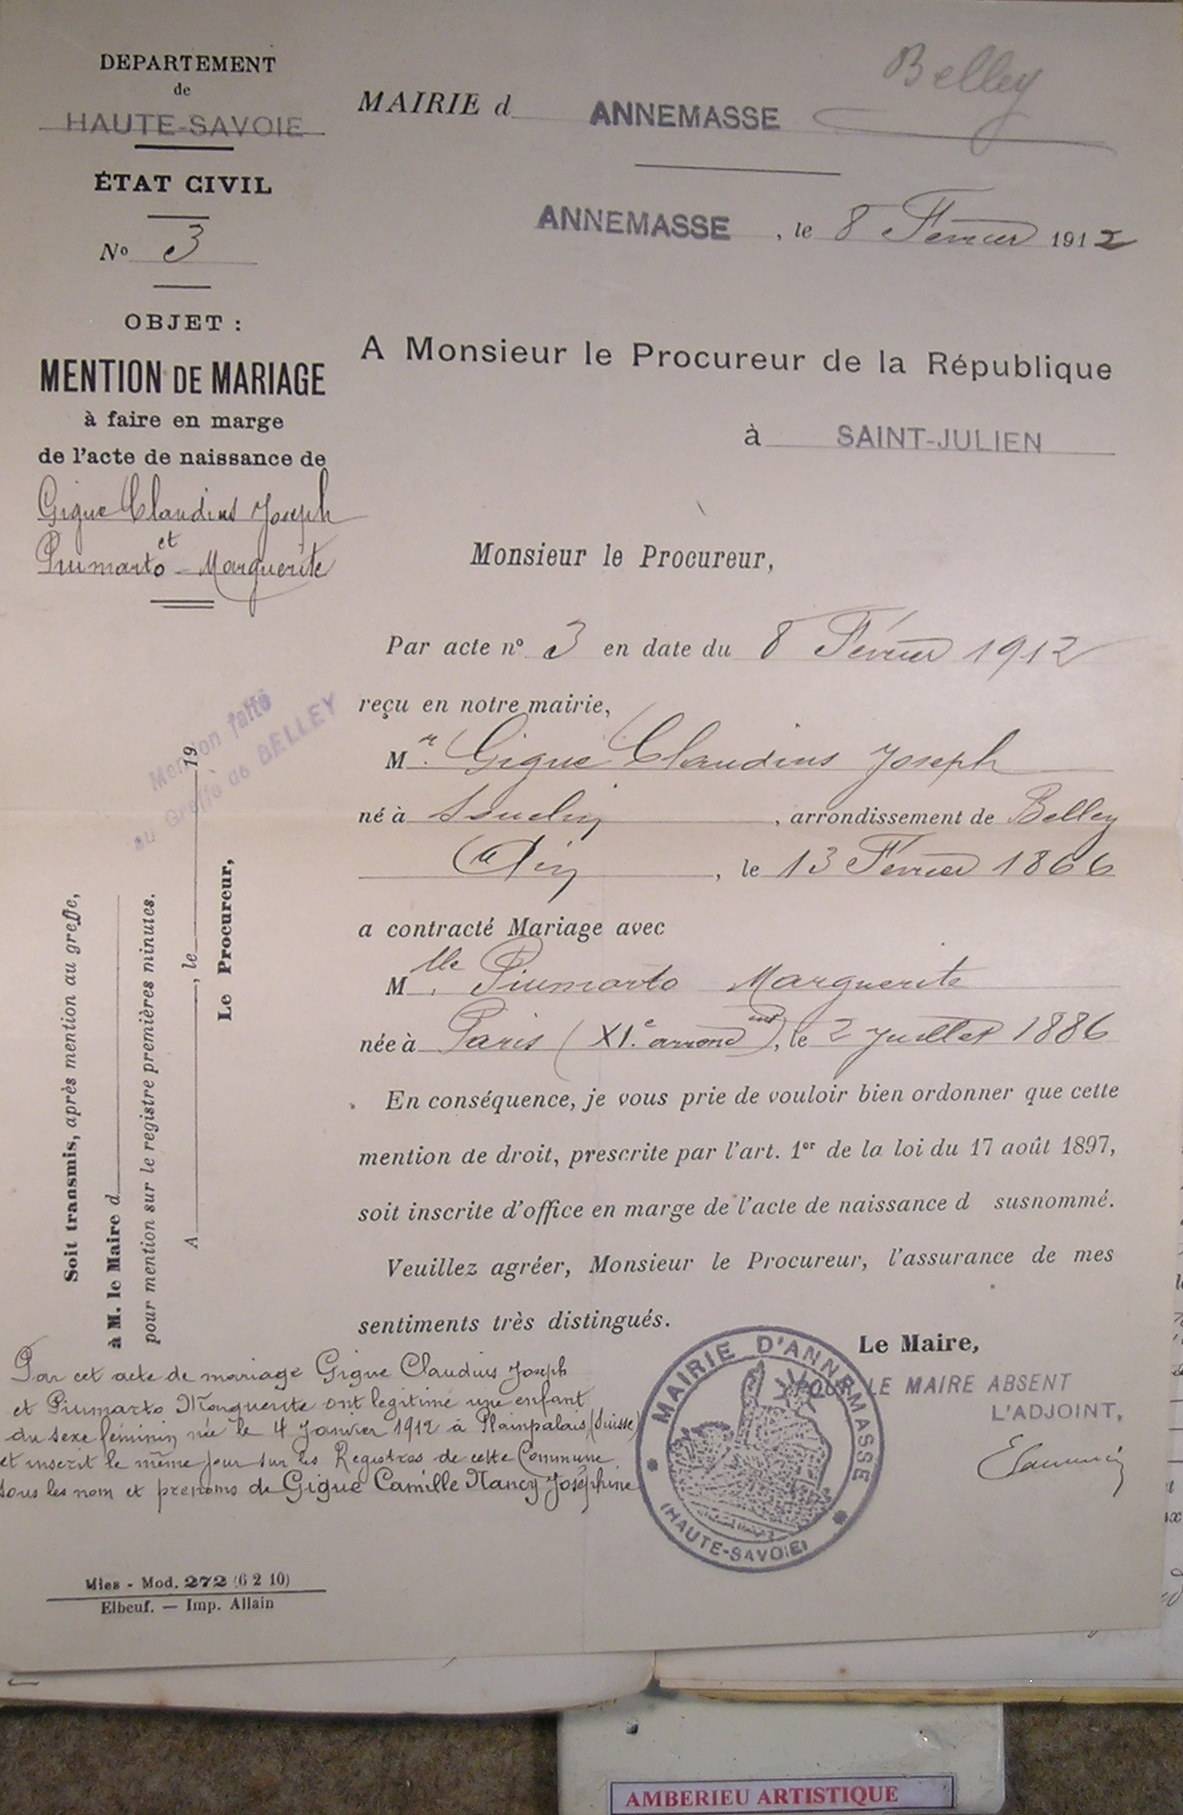 DEPARTEMENT
de
HAUTE-SAVOIE
ÉTAT CIVIL
Nº 3
OBJET :
MENTION DE MARIAGE
à faire en marge
de l'acte de naissance de
Gigue Claudius Joseph
et
Piumarto Marguerite
Belley
MAIRIE d ANNEMASSE
ANNEMASSE , le 8 Février 1912
A Monsieur le Procureur de la République
à SAINT-JULIEN
Monsieur le Procureur,
Par acte nº 3 en date du 8 Février 1912
reçu en notre mairie,
Mr. Gigue Claudius Joseph
né à , arrondissement de Belley
(Ain , le 13 Février 1866
a contracté Mariage avec
Mlle. Piumarto Marguerite
née à Paris (XIe. arrondint), le 2 Juillet 1886
En conséquence, je vous prie de vouloir bien ordonner que cette
mention de droit, prescrite par l'art. 1er de la loi du 17 août 1897,
soit inscrite d'office en marge de l'acte de naissance d susnommé.
Veuillez agréer, Monsieur le Procureur, l'assurance de mes
sentiments très distingués.
Le Maire,
POUR LE MAIRE ABSENT
L'ADJOINT,
MAIRIE D'ANNEMASSE
(HAUTE-SAVOIE)
Mention faite
au Greffe de BELLEY
Soit transmis, après mention au greffe,
à M. le Maire d
pour mention sur le registre premières minutes.
A , le 19
Le Procureur,
Par cet acte de mariage Gigue Claudius Joseph
et Piumarto Marguerite ont légitimé une enfant
du sexe féminin née le 4 Janvier 1912 à Plainpalais (Suisse)
et inscrit le même jour sur les Registres de cette Commune
sous les nom et prénoms de Gigue Camille Nancy Joséphine
Mles - Mod. 272 (6 2 10)
Elbeuf. — Imp. Allain
AMBERIEU ARTISTIQUE